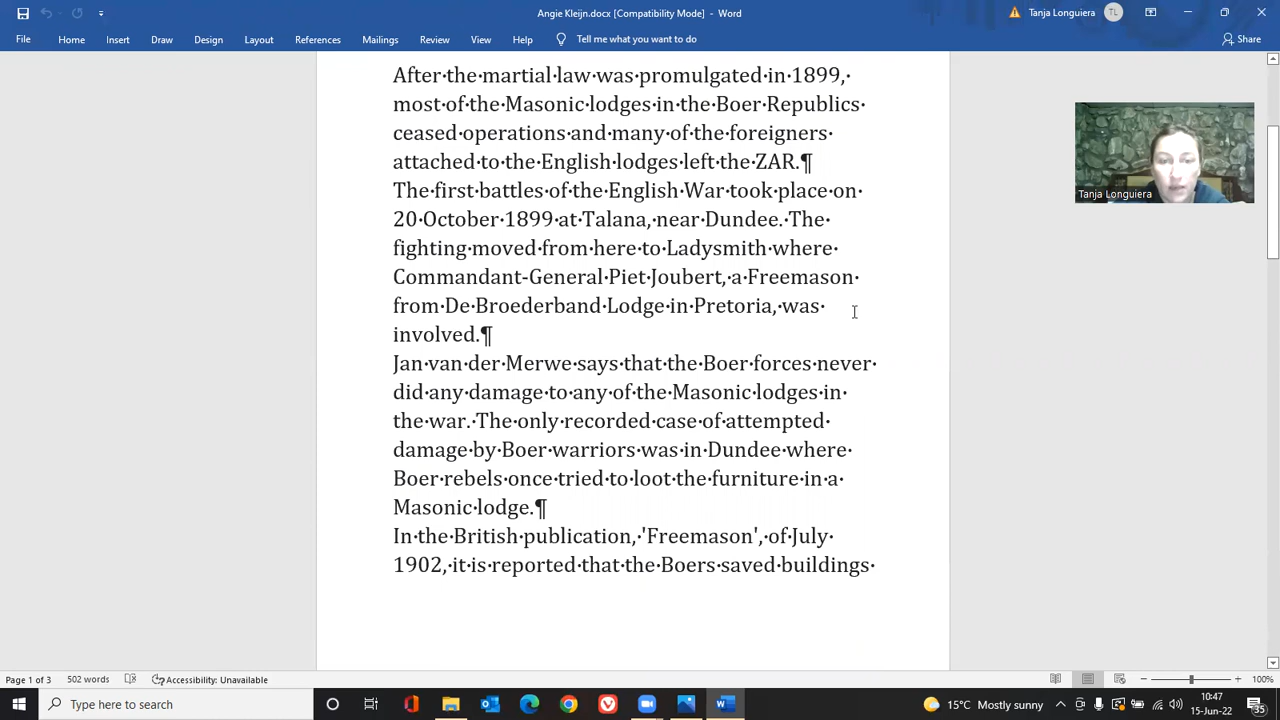 Angie Kleijn.docx [Compatibility Mode] - Word
Tanja Longuiera TL
File Home Insert Draw Design Layout References Mailings Review View Help Tell me what you want to do Share
After·the·martial·law·was·promulgated·in·1899,·
most·of·the·Masonic·lodges·in·the·Boer·Republics·
ceased·operations·and·many·of·the·foreigners·
attached·to·the·English·lodges·left·the·ZAR.¶
The·first·battles·of·the·English·War·took·place·on·
20·October·1899·at·Talana,·near·Dundee.·The·
fighting·moved·from·here·to·Ladysmith·where·
Commandant-General·Piet·Joubert,·a·Freemason·
from·De·Broederband·Lodge·in·Pretoria,·was·
involved.¶
Jan·van·der·Merwe·says·that·the·Boer·forces·never·
did·any·damage·to·any·of·the·Masonic·lodges·in·
the·war.·The·only·recorded·case·of·attempted·
damage·by·Boer·warriors·was·in·Dundee·where·
Boer·rebels·once·tried·to·loot·the·furniture·in·a·
Masonic·lodge.¶
In·the·British·publication,·'Freemason',·of·July·
1902,·it·is·reported·that·the·Boers·saved·buildings·
Tanja Longuiera
Page 1 of 3 502 words Accessibility: Unavailable 100%
Type here to search
15°C Mostly sunny
10:47
15-Jun-22
35